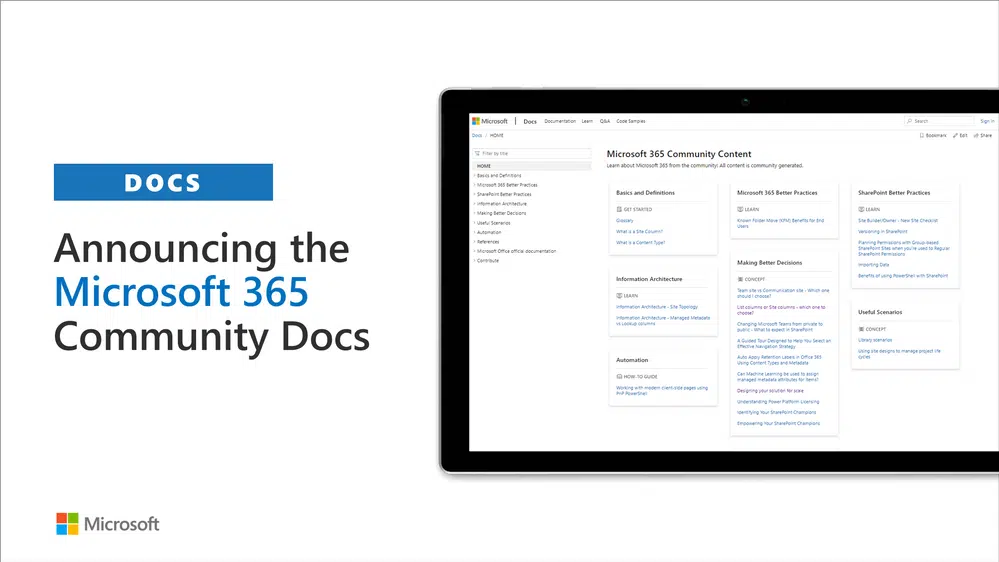 DOCS
Announcing the
Microsoft 365
Community Docs
Microsoft
Microsoft | Docs Documentation Learn Q&A Code Samples
Search
Sign in
Docs / HOME
Bookmark
Edit
Share
Filter by title
HOME
Basics and Definitions
Microsoft 365 Better Practices
SharePoint Better Practices
Information Architecture
Making Better Decisions
Useful Scenarios
Automation
References
Microsoft Office official documentation
Contribute
Microsoft 365 Community Content
Learn about Microsoft 365 from the community! All content is community generated.
Basics and Definitions
GET STARTED
Glossary
What is a Site Column?
What is a Content Type?
Information Architecture
LEARN
Information Architecture - Site Topology
Information Architecture - Managed Metadata
vs Lookup columns
Automation
HOW-TO GUIDE
Working with modern clientside pages using
PnP PowerShell
Microsoft 365 Better Practices
LEARN
Known Folder Move (KFM) Benefits for End
Users
Making Better Decisions
CONCEPT
Team site vs Communication site - Which one
should I choose?
List columns or Site columns - which one to
choose?
Changing Microsoft Teams from private to
public - What to expect in SharePoint
A Guided Tour Designed to Help You Select an
Effective Navigation Strategy
Auto Apply Retention Labels in Office 365
Using Content Types and Metadata
Can Machine Learning be used to assign
managed metadata attributes for items?
Designing your solution for scale
Understanding Power Platform Licensing
Identifying Your SharePoint Champions
Empowering Your SharePoint Champions
SharePoint Better Practices
LEARN
Site Builder/Owner - New Site Checklist
Versioning in SharePoint
Planning Permissions with Group-based
SharePoint Sites when you're used to Regular
SharePoint Permissions
Importing Data
Benefits of using PowerShell with SharePoint
Useful Scenarios
CONCEPT
Library scenarios
Using site designs to manage project life
cycles